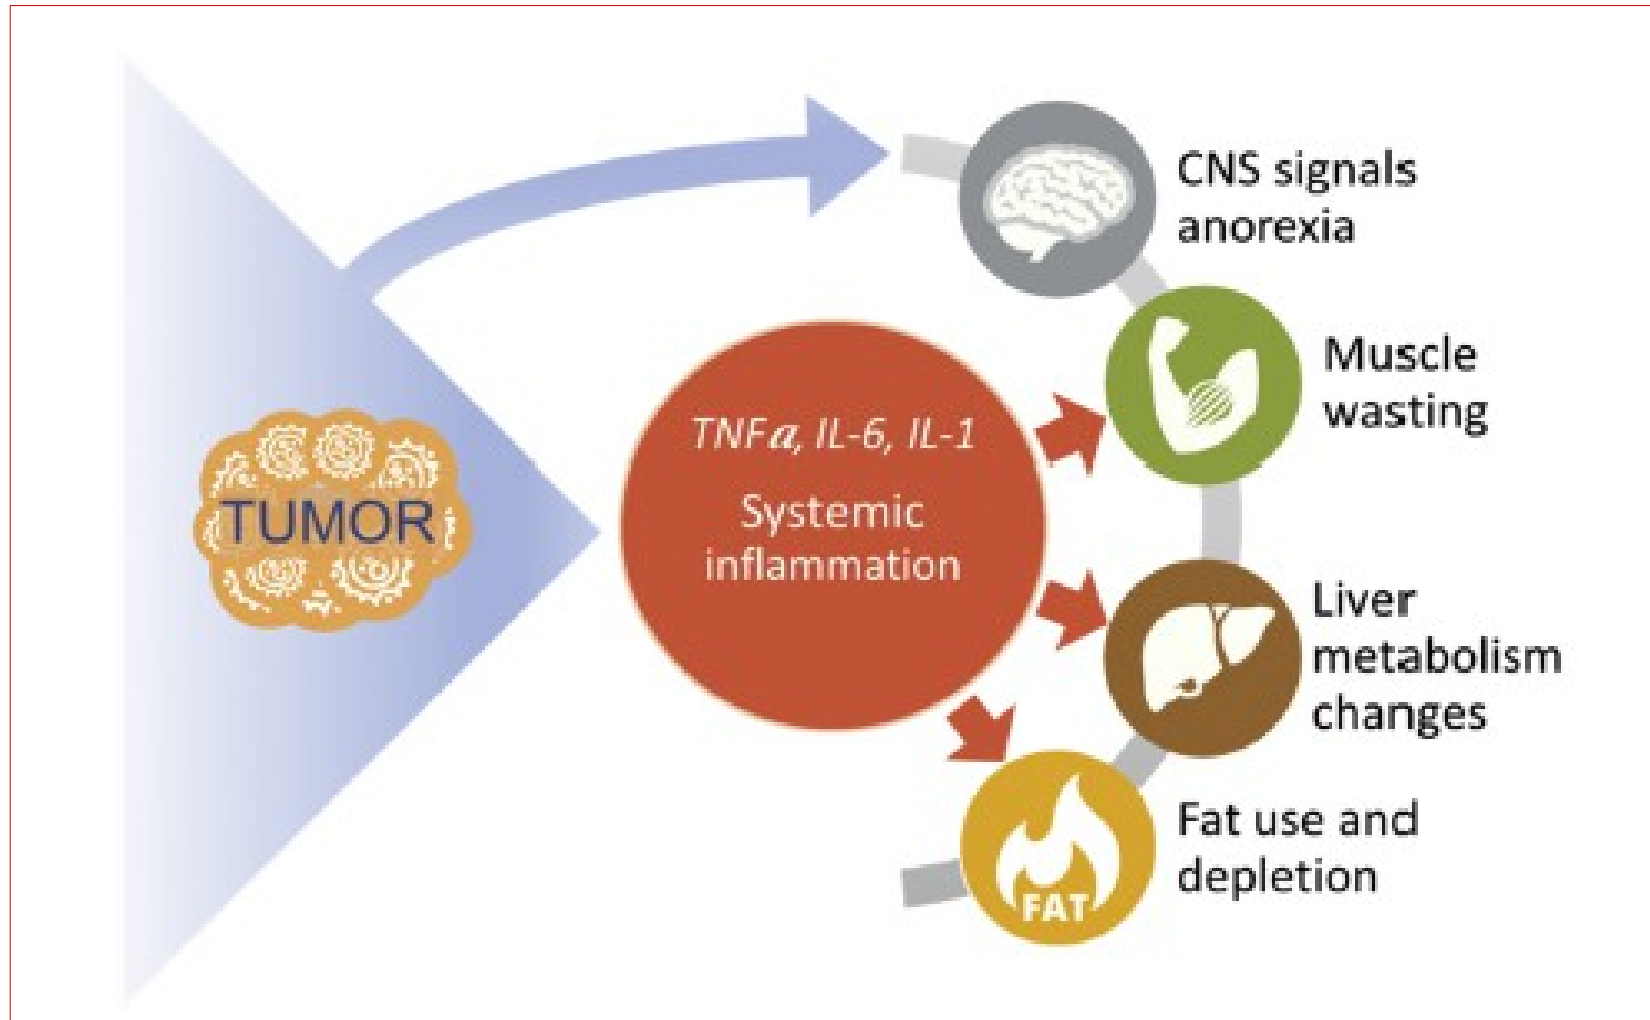 CNS signals
anorexia
Muscle
wasting
TNFα, IL-6, IL-1
Systemic
inflammation
TUMOR
Liver
metabolism
changes
Fat use and
depletion
FAT